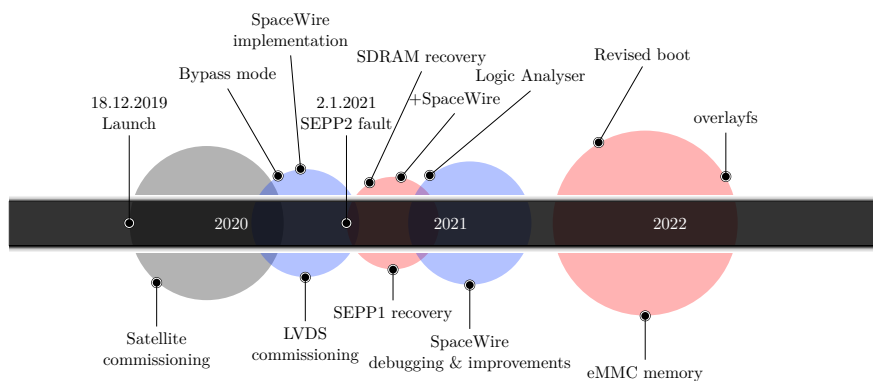 SpaceWire
implementation
SDRAM recovery
Revised boot
Bypass mode
Logic Analyser
+SpaceWire
18.12.2019
Launch
2.1.2021
SEPP2 fault
overlayfs
2020
2021
2022
SEPP1 recovery
Satellite
commissioning
LVDS
commissioning
SpaceWire
debugging & improvements
eMMC memory